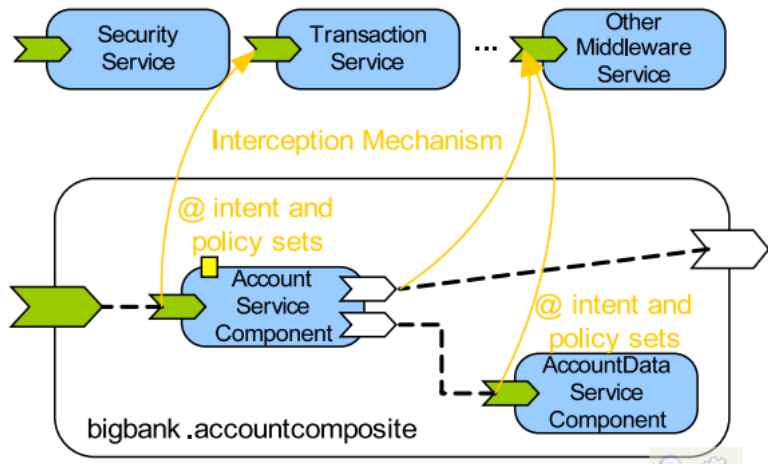 Security
Service
Transaction
Service
...
Other
Middleware
Service
Interception Mechanism
@ intent and
policy sets
Account
Service
Component
@ intent and
policy sets
AccountData
Service
Component
bigbank .accountcomposite